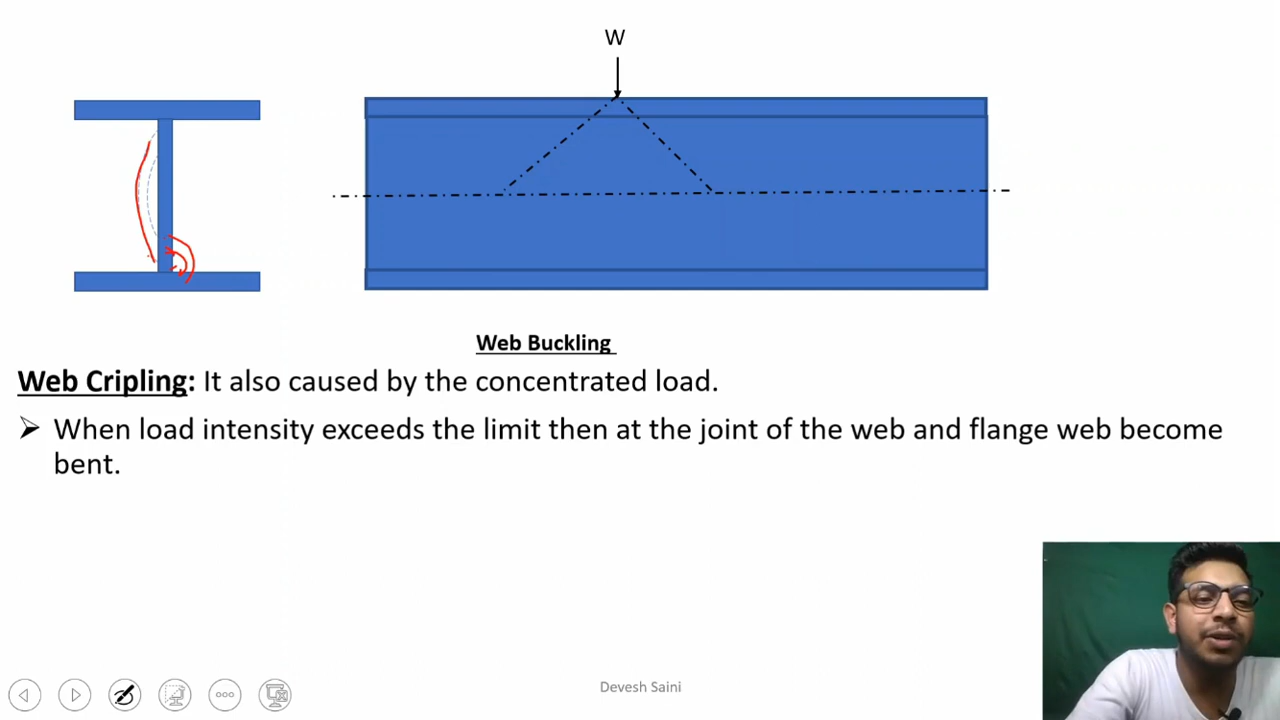 W
Web Buckling
Web Cripling: It also caused by the concentrated load.
➢ When load intensity exceeds the limit then at the joint of the web and flange web become
bent.
Devesh Saini